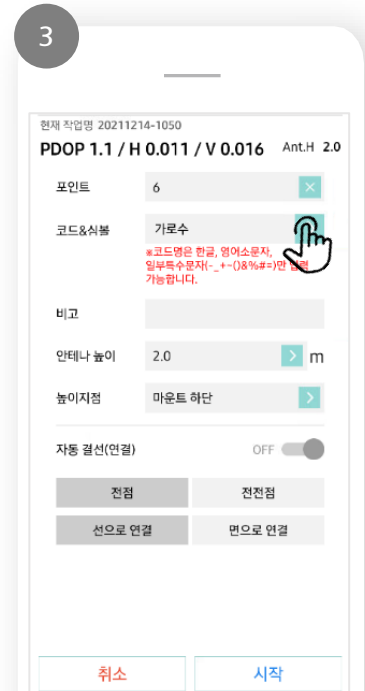 3
현재 작업명 20211214-1050
PDOP 1.1 / H 0.011 / V 0.016 Ant.H 2.0
포인트 6
코드&심볼 가로수
※코드명은 한글, 영어소문자,
일부특수문자(-_+~()&%#=)만 입력
가능합니다.
비고
안테나 높이 2.0 > m
높이지점 마운트 하단 >
자동 결선(연결) OFF
전점 전전점
선으로 연결 면으로 연결
취소 시작